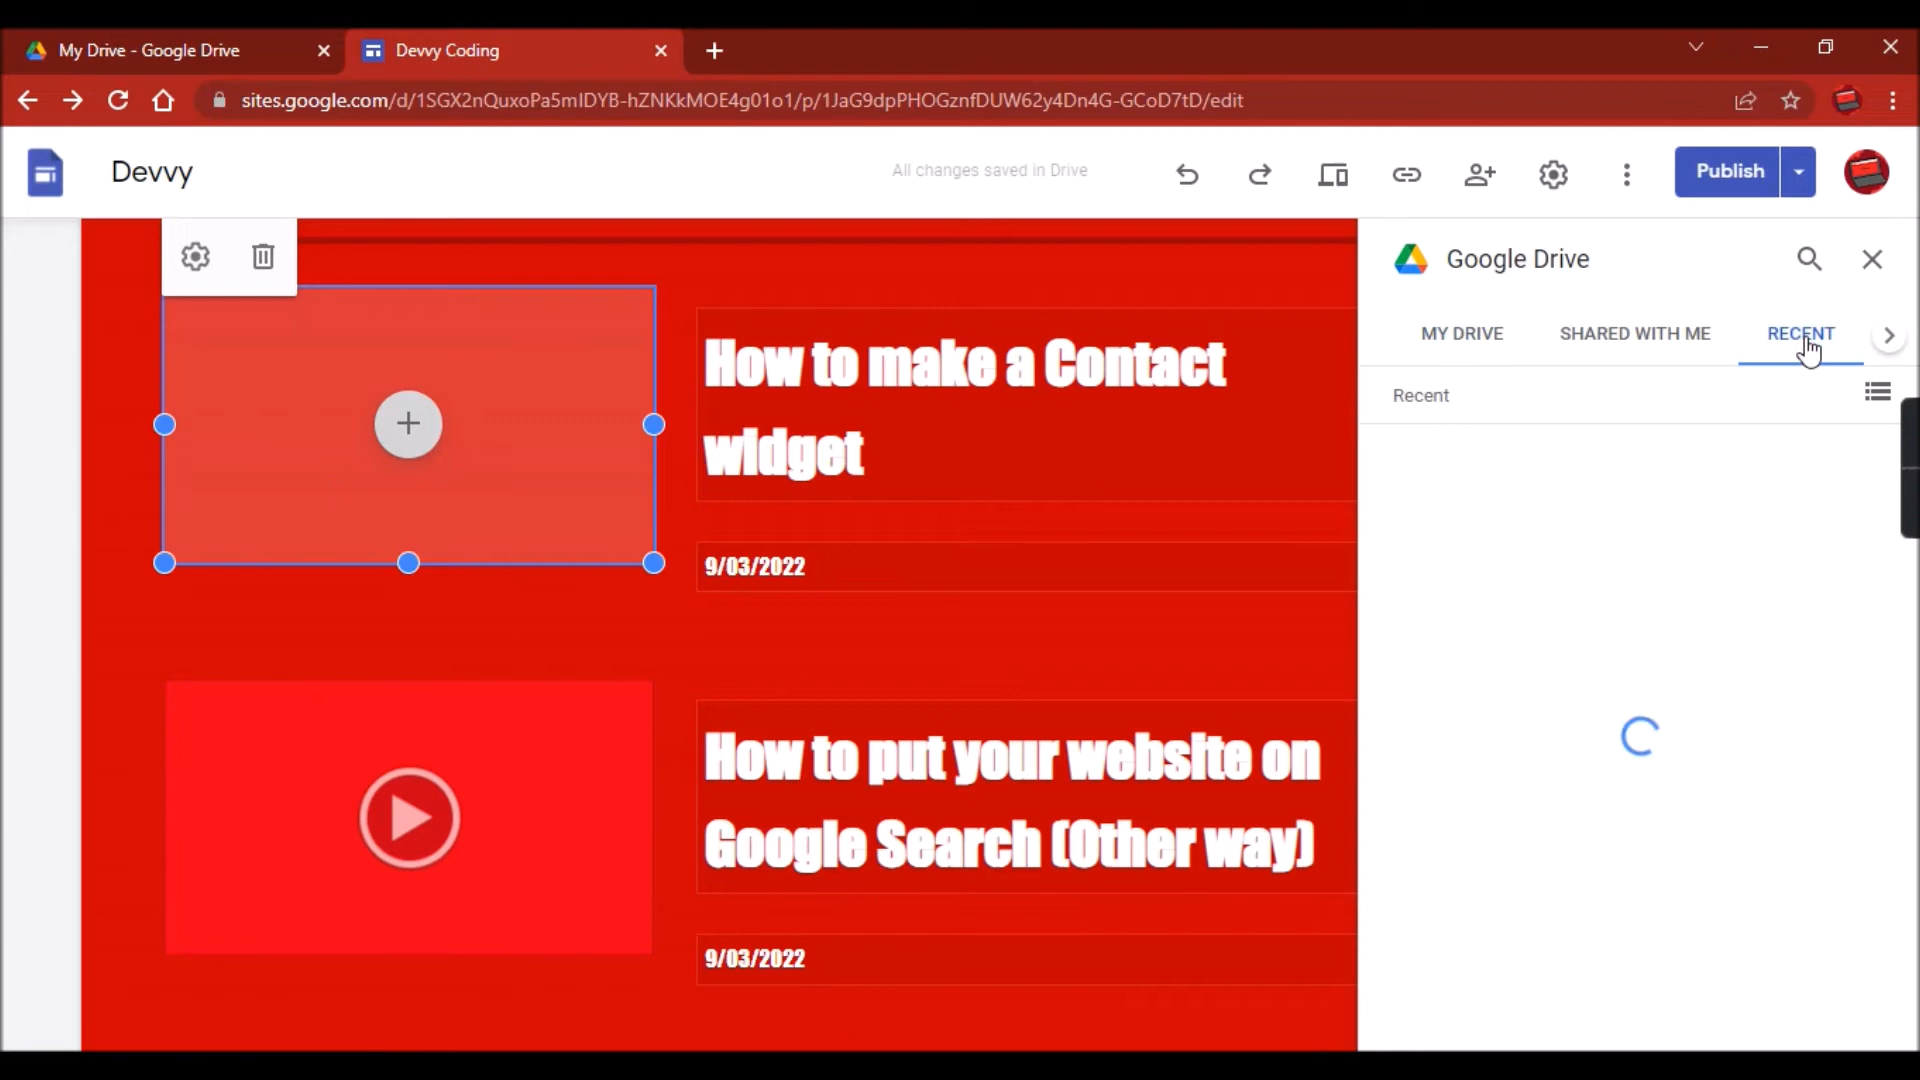 My Drive - Google Drive
Devvy Coding
sites.google.com/d/1SGX2nQuxoPa5mIDYB-hZNKkMOE4g01o1/p/1JaG9dpPHOGznfDUW62y4Dn4G-GCoD7tD/edit
Devvy
All changes saved in Drive
Publish
Google Drive
MY DRIVE
SHARED WITH ME
RECENT
Recent
How to make a Contact
widget
9/03/2022
How to put your website on
Google Search (Other way)
9/03/2022